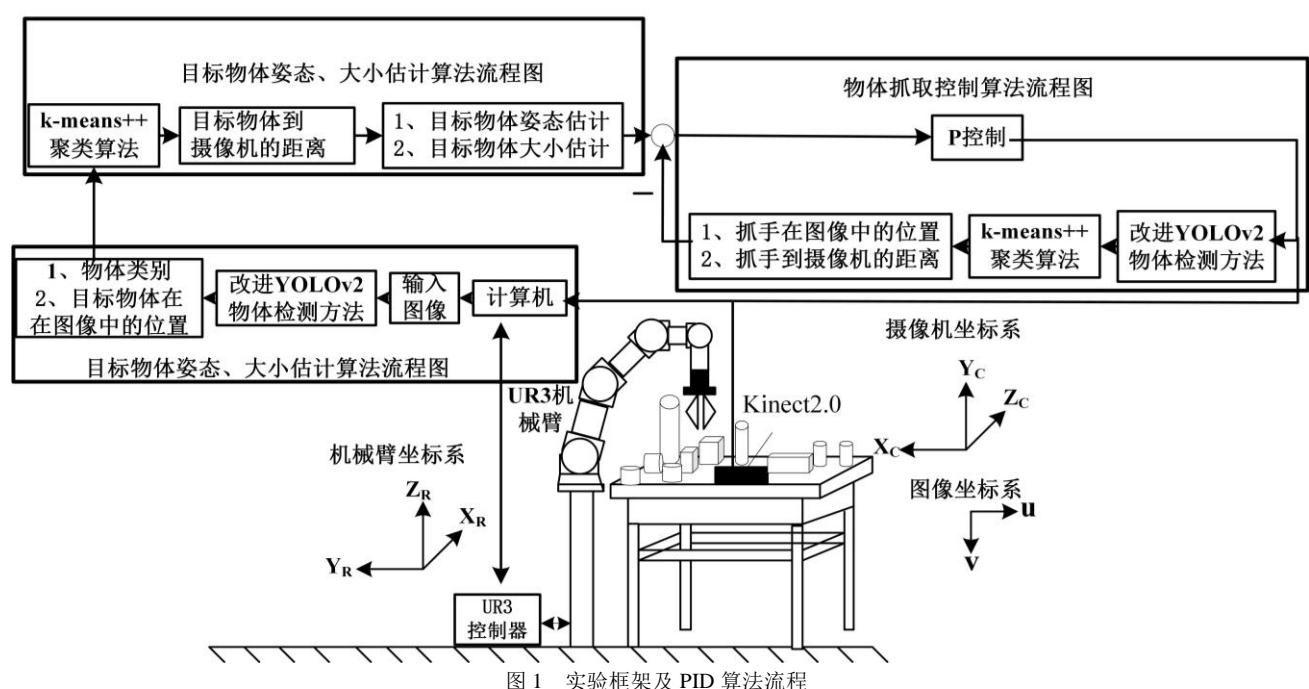 目标物体姿态、大小估计算法流程图
k-means++
聚类算法
目标物体到
摄像机的距离
1、目标物体姿态估计
2、目标物体大小估计
物体抓取控制算法流程图
P控制
−
1、抓手在图像中的位置
2、抓手到摄像机的距离
k-means++
聚类算法
改进YOLOv2
物体检测方法
1、物体类别
2、目标物体在
在图像中的位置
改进YOLOv2
物体检测方法
输入
图像
计算机
目标物体姿态、大小估计算法流程图
UR3机
械臂
Kinect2.0
摄像机坐标系
YC
ZC
XC
机械臂坐标系
ZR
XR
YR
图像坐标系
u
v
UR3
控制器
图 1 实验框架及 PID 算法流程